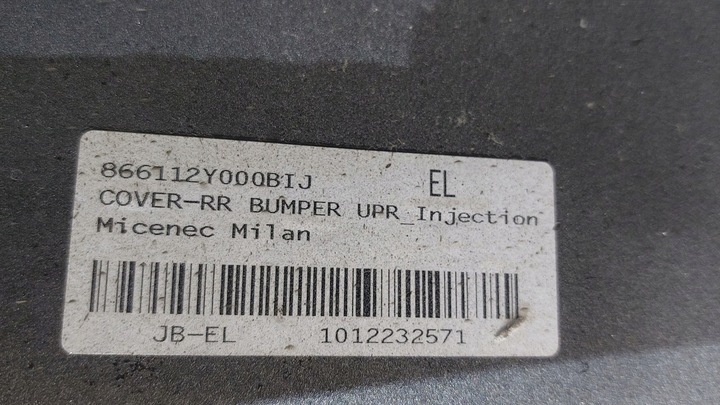 866112Y000BIJ EL
COVER-RR BUMPER UPR_Injection
Micenec Milan
JB-EL 1012232571